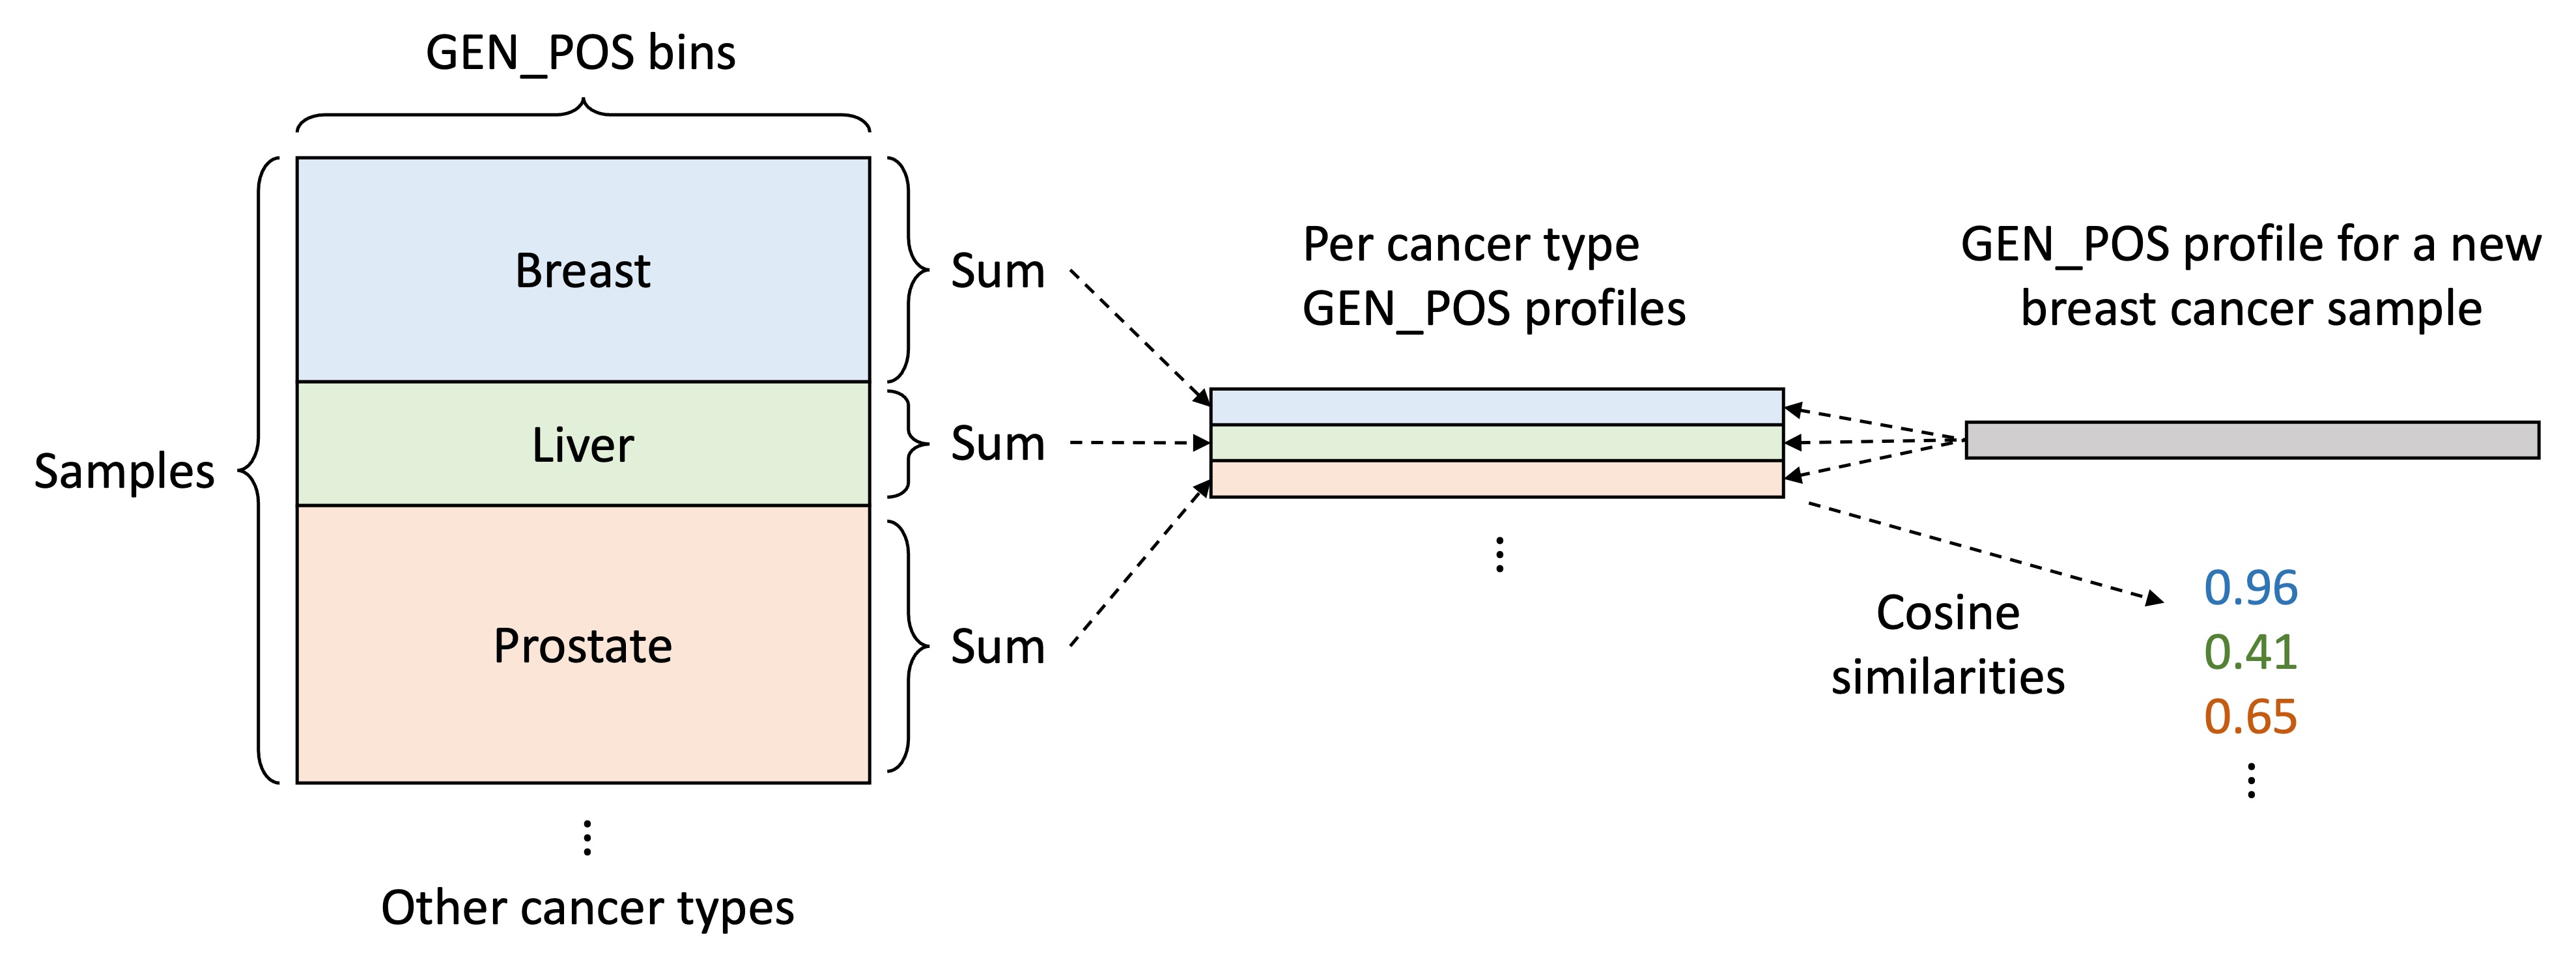 GEN_POS bins
Samples
Breast
Liver
Prostate
Sum
Sum
Sum
Other cancer types
Per cancer type
GEN_POS profiles
GEN_POS profile for a new
breast cancer sample
Cosine
similarities
0.96
0.41
0.65